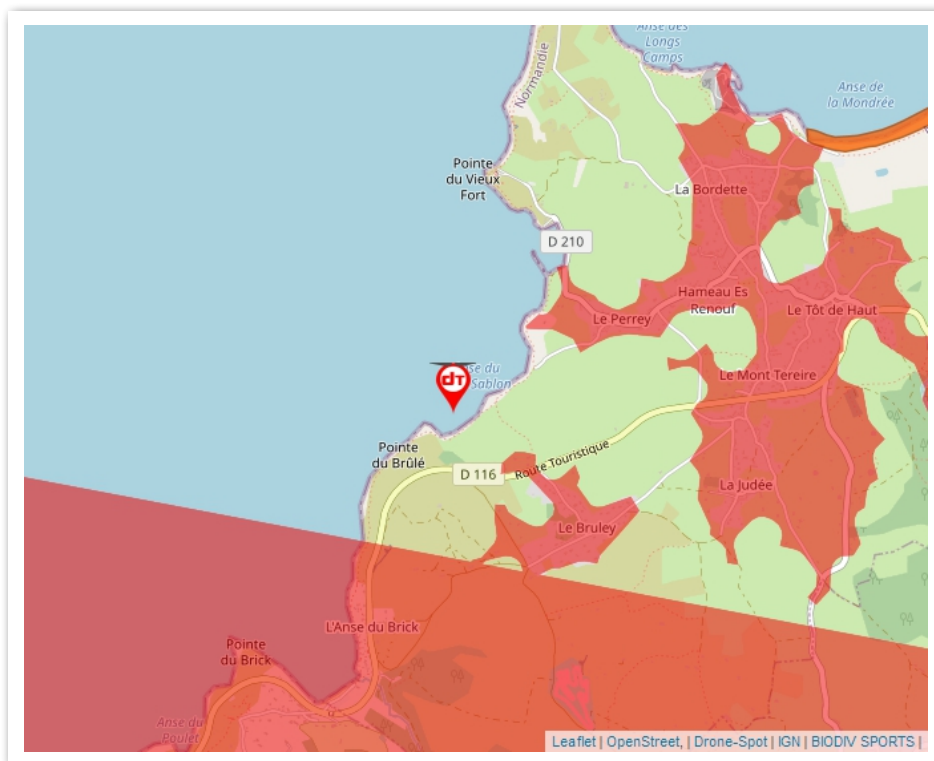 Anse des
Longs
Camps
Anse de
la Mondrée
Normandie
Pointe
du Vieux
Fort
La Bordette
D 210
Hameau Es
Renouf
Le Perrey
Le Tôt de Haut
Le Mont Tereire
se du
Sablon
dT
Pointe
du Brûlé
D 116
Route Touristique
La Judée
Le Bruley
L'Anse du Brick
Pointe
du Brick
Anse du
Poulet
Leaflet | OpenStreet, | Drone-Spot | IGN | BIODIV SPORTS |